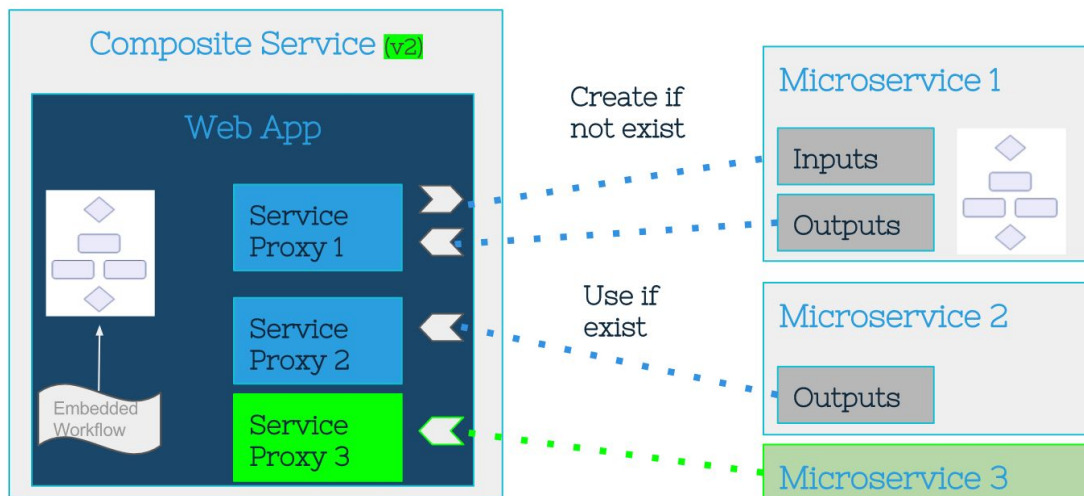 Composite Service (v2)
Web App
Service
Proxy 1
Service
Proxy 2
Service
Proxy 3
Embedded
Workflow
Create if
not exist
Use if
exist
Microservice 1
Inputs
Outputs
Microservice 2
Outputs
Microservice 3